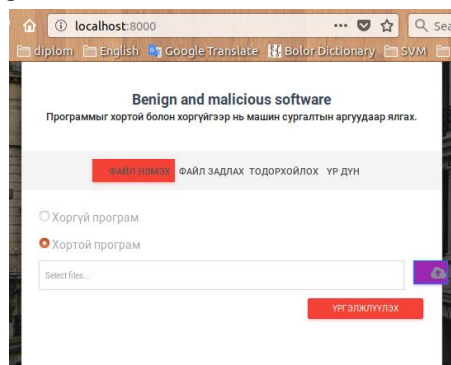 localhost:8000
Sea
diplom English Google Translate Bolor Dictionary SVM
Benign and malicious software
Программыг хортой болон хоргүйгээр нь машин сургалтын аргуудаар ялгах.
ФАЙЛ НЭМЭХ ФАЙЛ ЗАДЛАХ ТОДОРХОЙЛОХ ҮР ДҮН
Хоргүй програм
Хортой програм
Select files...
ҮРГЭЛЖЛҮҮЛЭХ